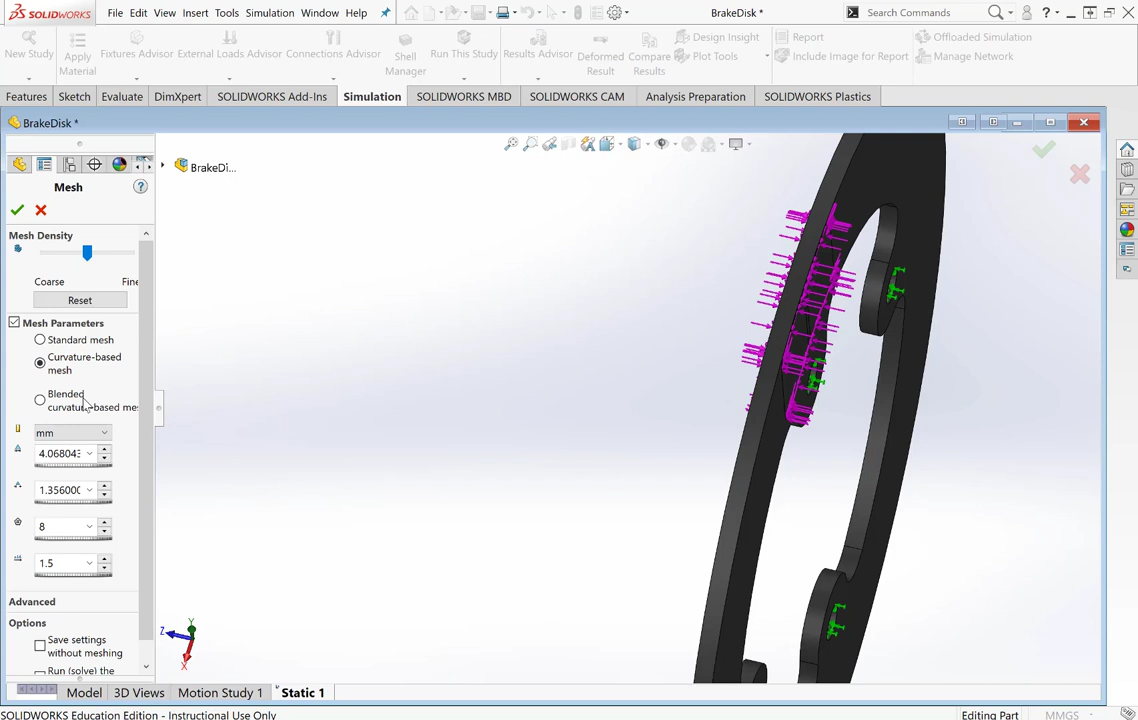 SOLIDWORKS File Edit View Insert Tools Simulation Window Help BrakeDisk * Search Commands ?
New Study Apply Material Fixtures Advisor External Loads Advisor Connections Advisor Shell Manager Run This Study Results Advisor Deformed Result Compare Results Design Insight Plot Tools Report Include Image for Report Offloaded Simulation Manage Network
Features Sketch Evaluate DimXpert SOLIDWORKS Add-Ins Simulation SOLIDWORKS MBD SOLIDWORKS CAM Analysis Preparation SOLIDWORKS Plastics
BrakeDisk *
BrakeDi...
Mesh ?
Mesh Density
Coarse Fine
Reset
Mesh Parameters
Standard mesh
Curvature-based
mesh
Blended
curvature-based mes
mm
4.068043
1.356000
8
1.5
Advanced
Options
Save settings
without meshing
Run (solve) the
Y
Z
X
Model 3D Views Motion Study 1 Static 1
SOLIDWORKS Education Edition - Instructional Use Only Editing Part MMGS